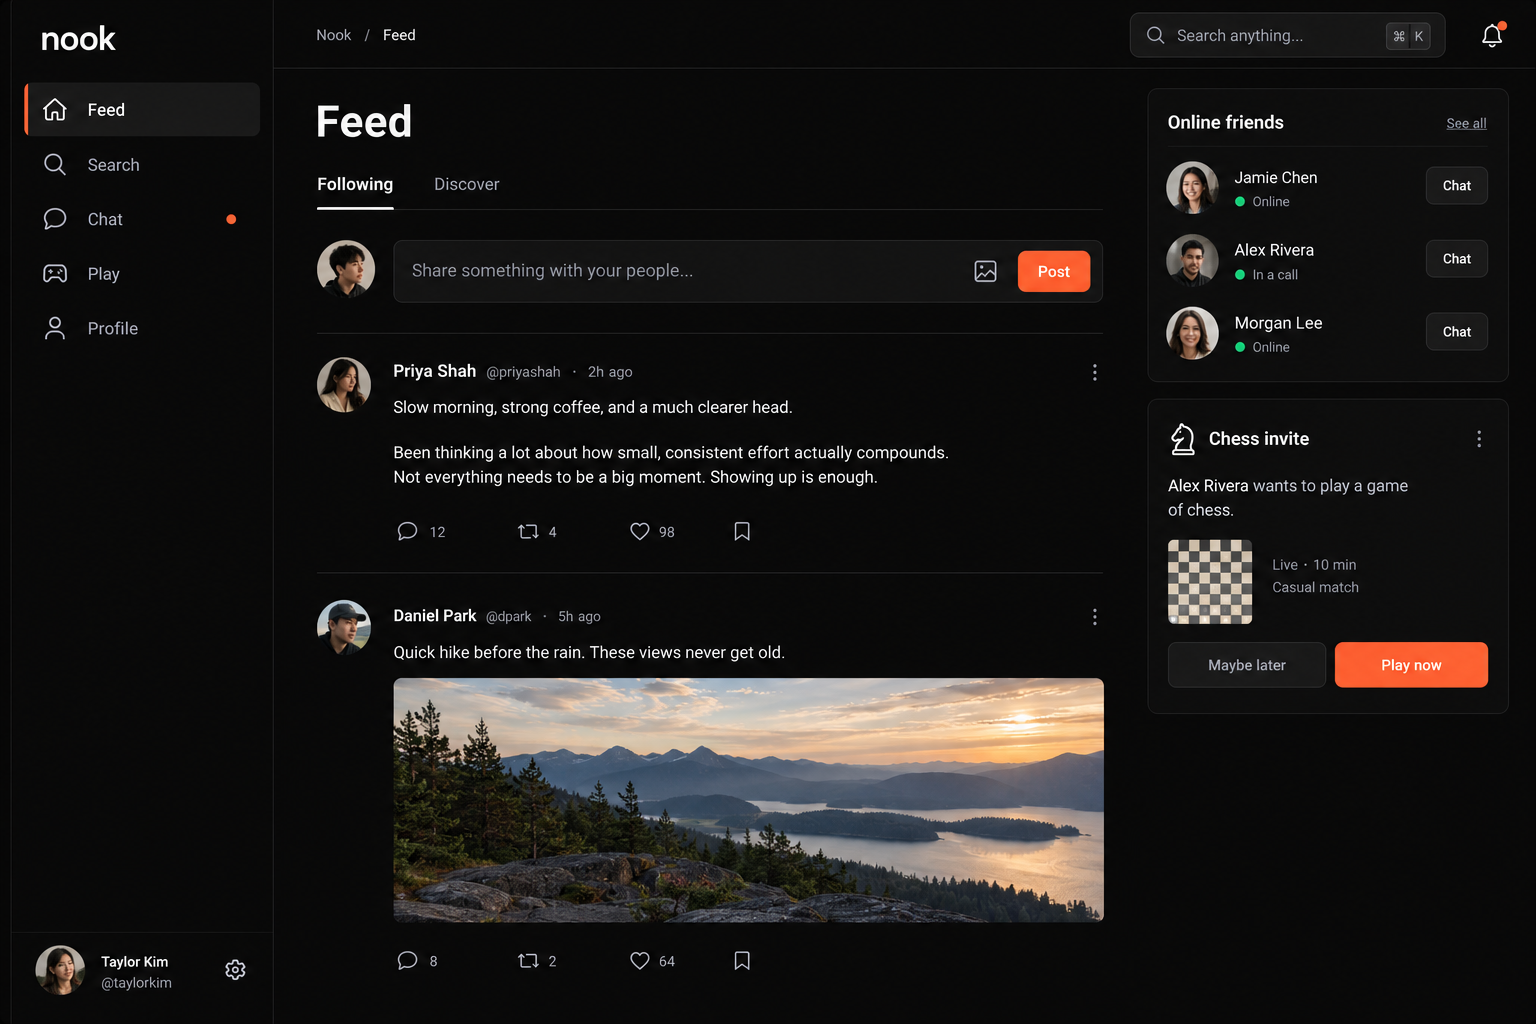 nook
Feed
Search
Chat
Play
Profile
Taylor Kim
@taylorkim
Nook / Feed
Search anything...
⌘ K
Feed
Following
Discover
Share something with your people...
Post
Priya Shah @priyashah · 2h ago
Slow morning, strong coffee, and a much clearer head.
Been thinking a lot about how small, consistent effort actually compounds.
Not everything needs to be a big moment. Showing up is enough.
12
4
98
Daniel Park @dpark · 5h ago
Quick hike before the rain. These views never get old.
8
2
64
Online friends
See all
Jamie Chen
Online
Chat
Alex Rivera
In a call
Chat
Morgan Lee
Online
Chat
Chess invite
Alex Rivera wants to play a game
of chess.
Live · 10 min
Casual match
Maybe later
Play now